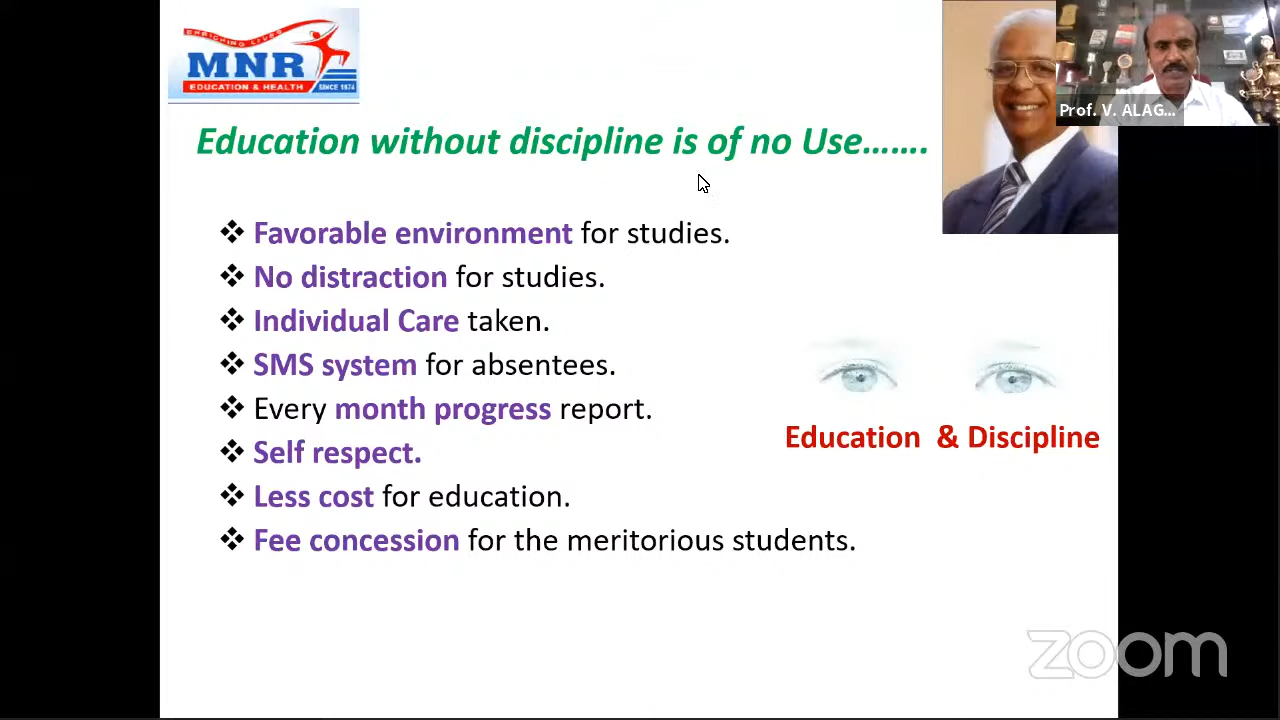 ENRICHING LIVES
MNR
EDUCATION & HEALTH SINCE 1974
Prof. V. ALAG...
Education without discipline is of no Use.......
❖ Favorable environment for studies.
❖ No distraction for studies.
❖ Individual Care taken.
❖ SMS system for absentees.
❖ Every month progress report.
❖ Self respect.
❖ Less cost for education.
❖ Fee concession for the meritorious students.
Education & Discipline
zoom